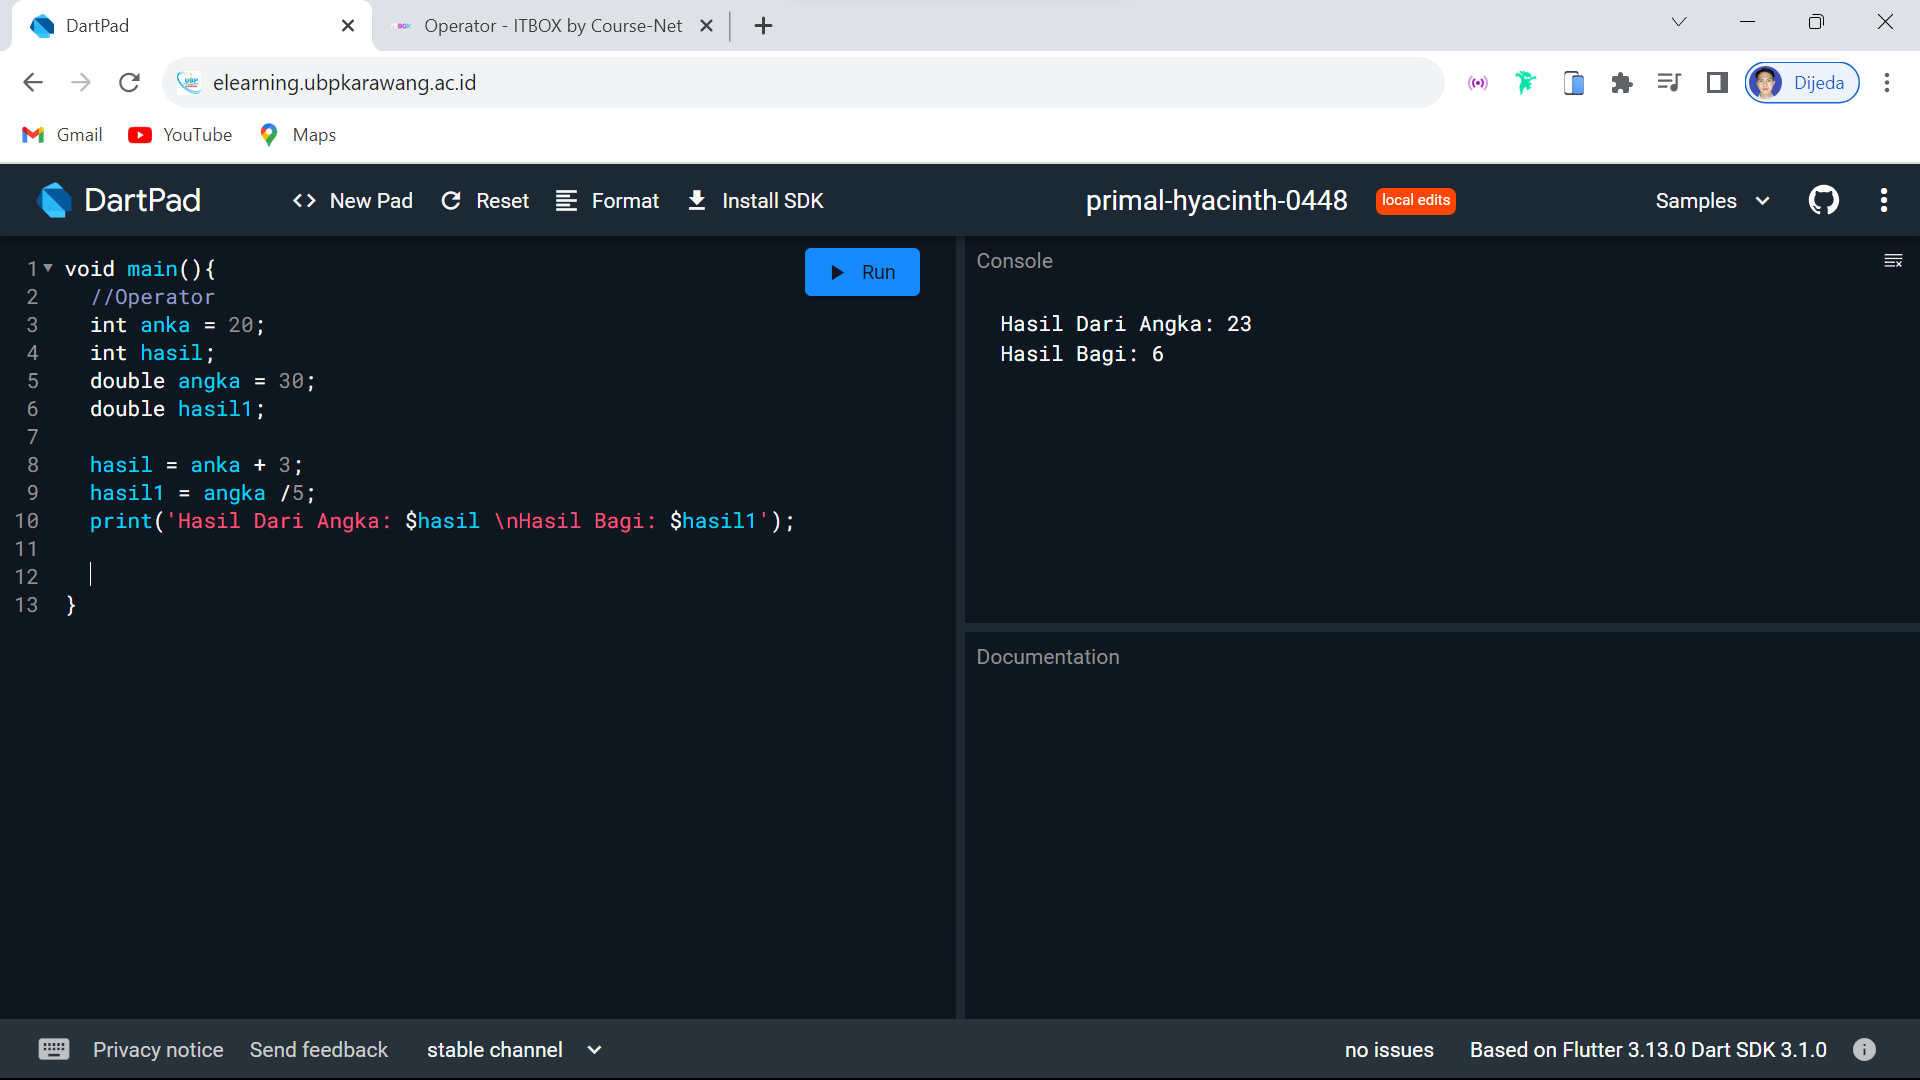 DartPad
Operator - ITBOX by Course-Net
elearning.ubpkarawang.ac.id
Dijeda
Gmail
YouTube
Maps
DartPad
<> New Pad
Reset
Format
Install SDK
primal-hyacinth-0448
local edits
Samples
1 void main(){
2 //Operator
3 int anka = 20;
4 int hasil;
5 double angka = 30;
6 double hasil1;
7
8 hasil = anka + 3;
9 hasil1 = angka /5;
10 print('Hasil Dari Angka: $hasil \nHasil Bagi: $hasil1');
11
12
13 }
Run
Console
Hasil Dari Angka: 23
Hasil Bagi: 6
Documentation
Privacy notice
Send feedback
stable channel
no issues
Based on Flutter 3.13.0 Dart SDK 3.1.0